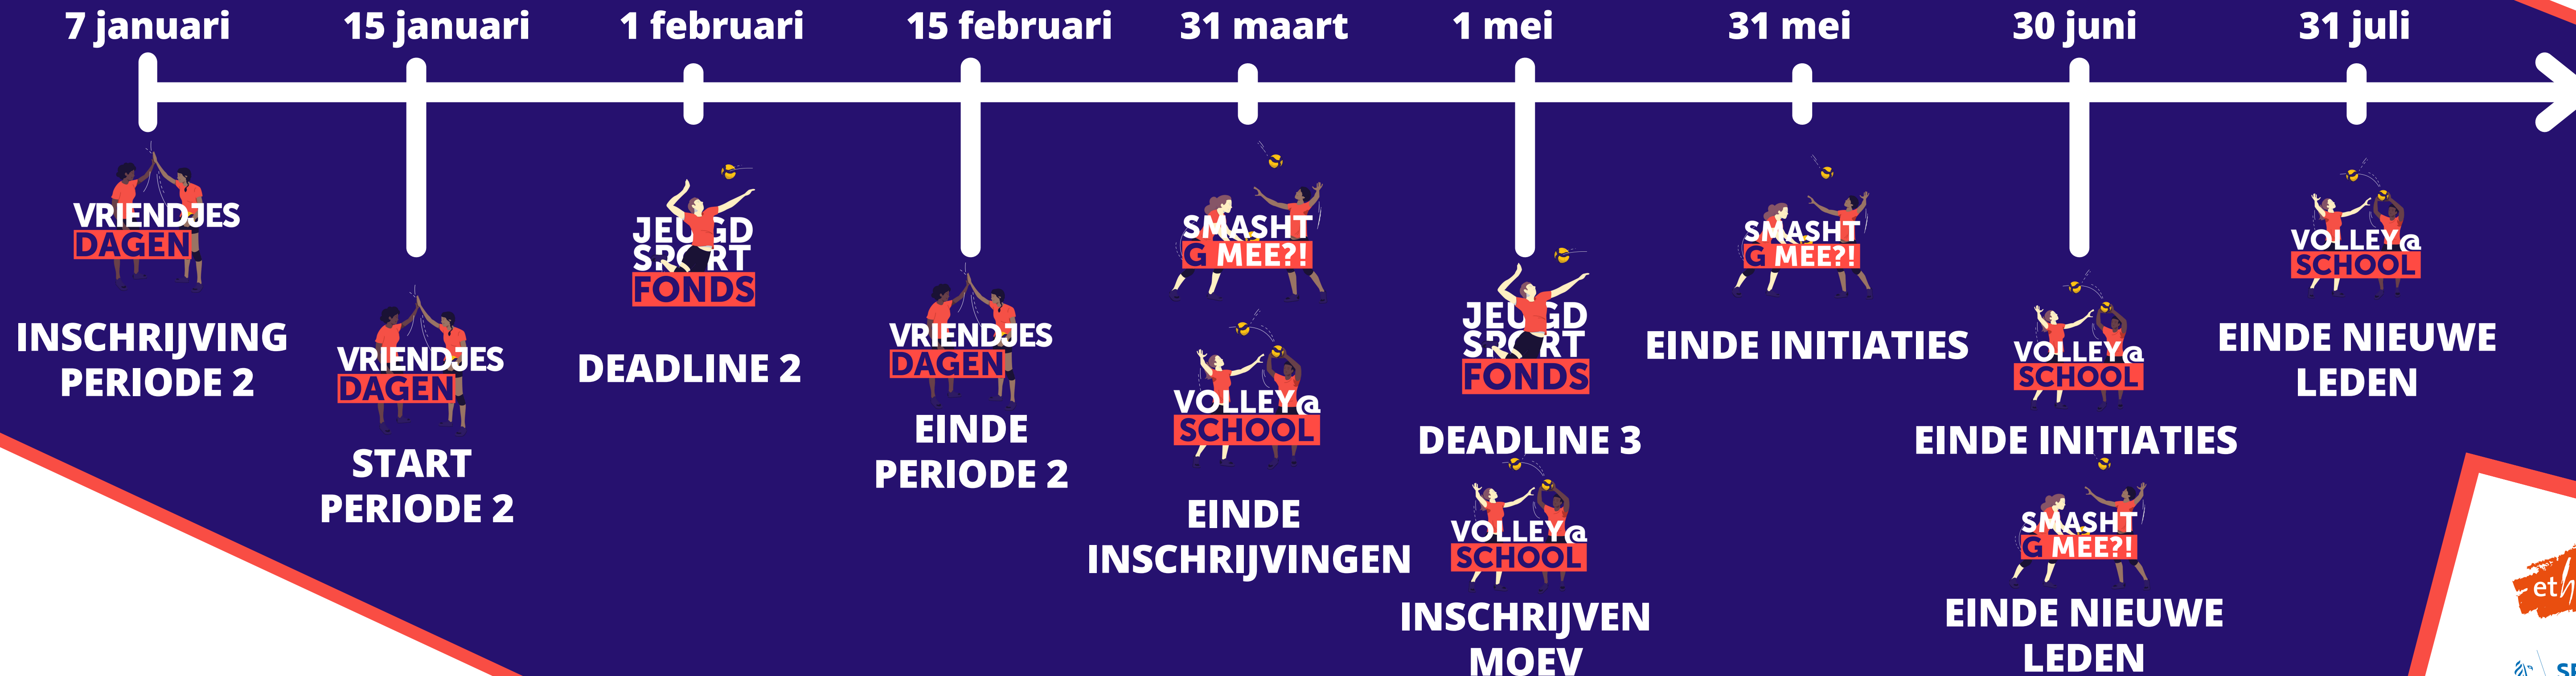 7 januari
15 januari
1 februari
15 februari
31 maart
1 mei
31 mei
30 juni
31 juli
VRIENDJES
DAGEN
INSCHRIJVING
PERIODE 2
VRIENDJES
DAGEN
START
PERIODE 2
JEUGD
SPORT
FONDS
DEADLINE 2
VRIENDJES
DAGEN
EINDE
PERIODE 2
SMASHT
G MEE?!
VOLLEY@
SCHOOL
EINDE
INSCHRIJVINGEN
JEUGD
SPORT
FONDS
DEADLINE 3
VOLLEY@
SCHOOL
INSCHRIJVEN
MOEV
SMASHT
G MEE?!
EINDE INITIATIES
VOLLEY@
SCHOOL
EINDE INITIATIES
SMASHT
G MEE?!
EINDE NIEUWE
LEDEN
VOLLEY@
SCHOOL
EINDE NIEUWE
LEDEN